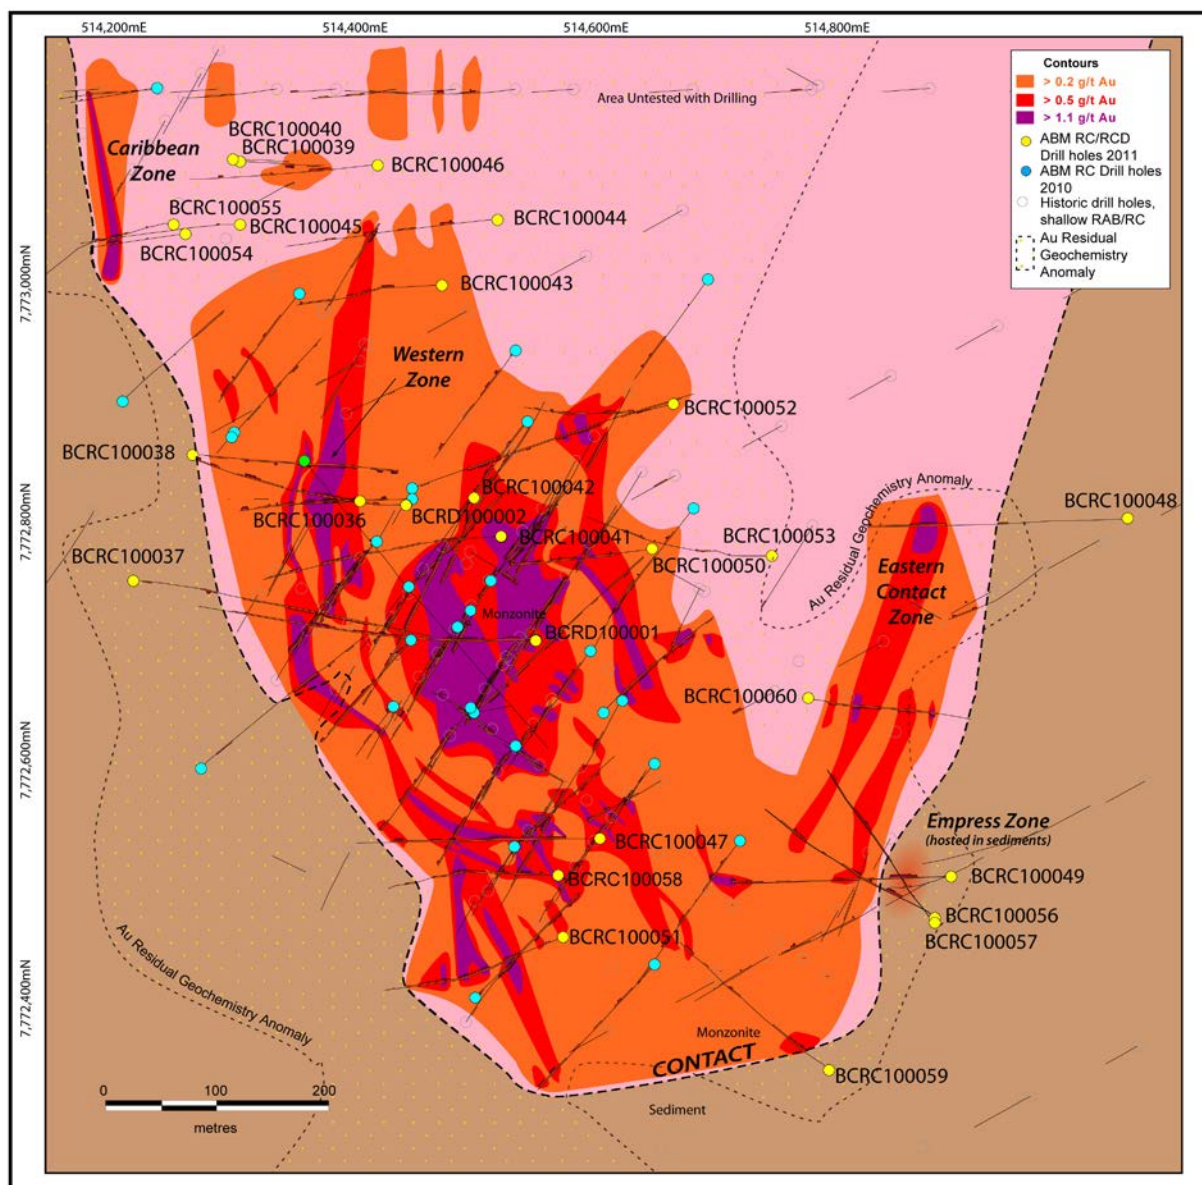 514,200mE
514,400mE
514,600mE
514,800mE
Contours
> 0.2 g/t Au
> 0.5 g/t Au
> 1.1 g/t Au
ABM RC/RCD
Drill holes 2011
ABM RC Drill holes
2010
Historic drill holes,
shallow RAB/RC
Au Residual
Geochemistry
Anomaly
Area Untested with Drilling
BCRC100040
BCRC100039
Caribbean
Zone
BCRC100046
BCRC100055
BCRC100045
BCRC100044
BCRC100054
7,773,000mN
BCRC100043
Western
Zone
BCRC100052
BCRC100038
BCRC100042
Au Residual Geochemistry Anomaly
BCRC100048
7,772,800mN
BCRC100036
BCRD100002
BCRC100041
BCRC100053
BCRC100050
BCRC100037
Eastern
Contact
Zone
Monzonite
BCRD100001
BCRC100060
7,772,600mN
Empress Zone
(hosted in sediments)
BCRC100047
BCRC100049
BCRC100058
BCRC100056
BCRC100057
BCRC100051
Au Residual Geochemistry Anomaly
7,772,400mN
Monzonite
CONTACT
BCRC100059
Sediment
0 100 200
metres